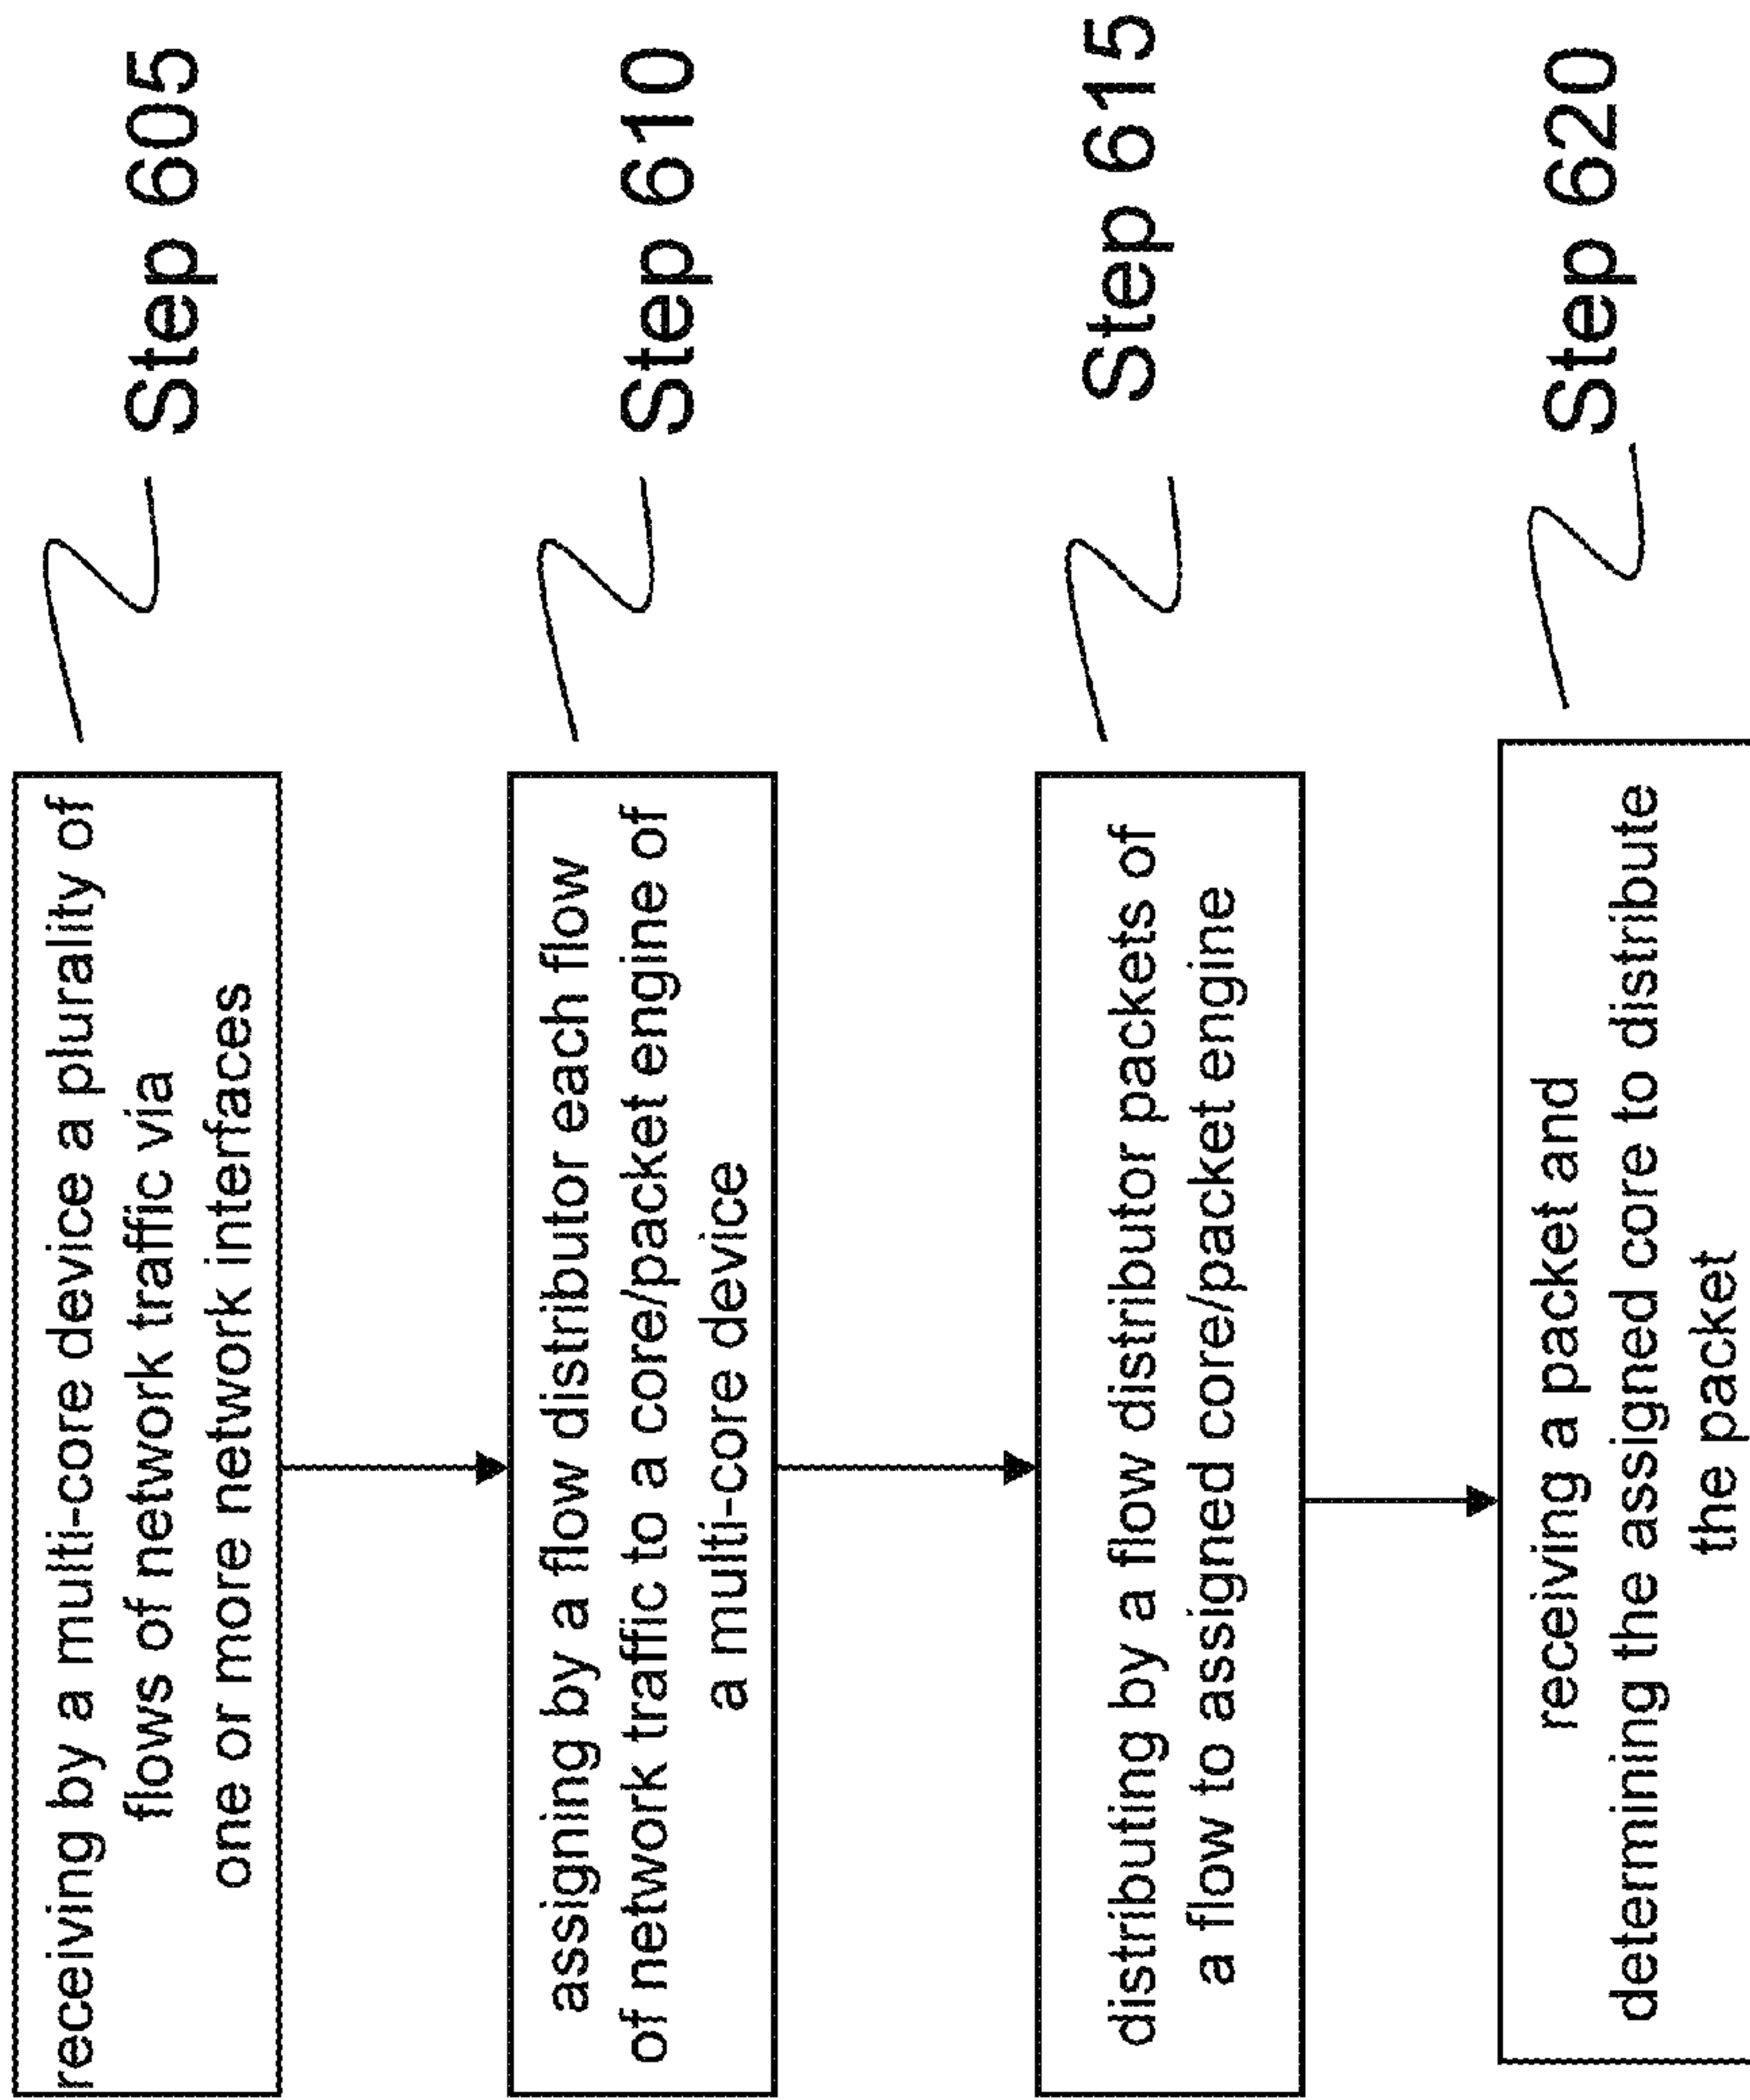 receiving by a multi-core device a plurality of
flows of network traffic via
one or more network interfaces
Step 605
assigning by a flow distributor each flow
of network traffic to a core/packet engine of
a multi-core device
Step 610
distributing by a flow distributor packets of
a flow to assigned core/packet engine
Step 615
receiving a packet and
determining the assigned core to distribute
the packet
Step 620